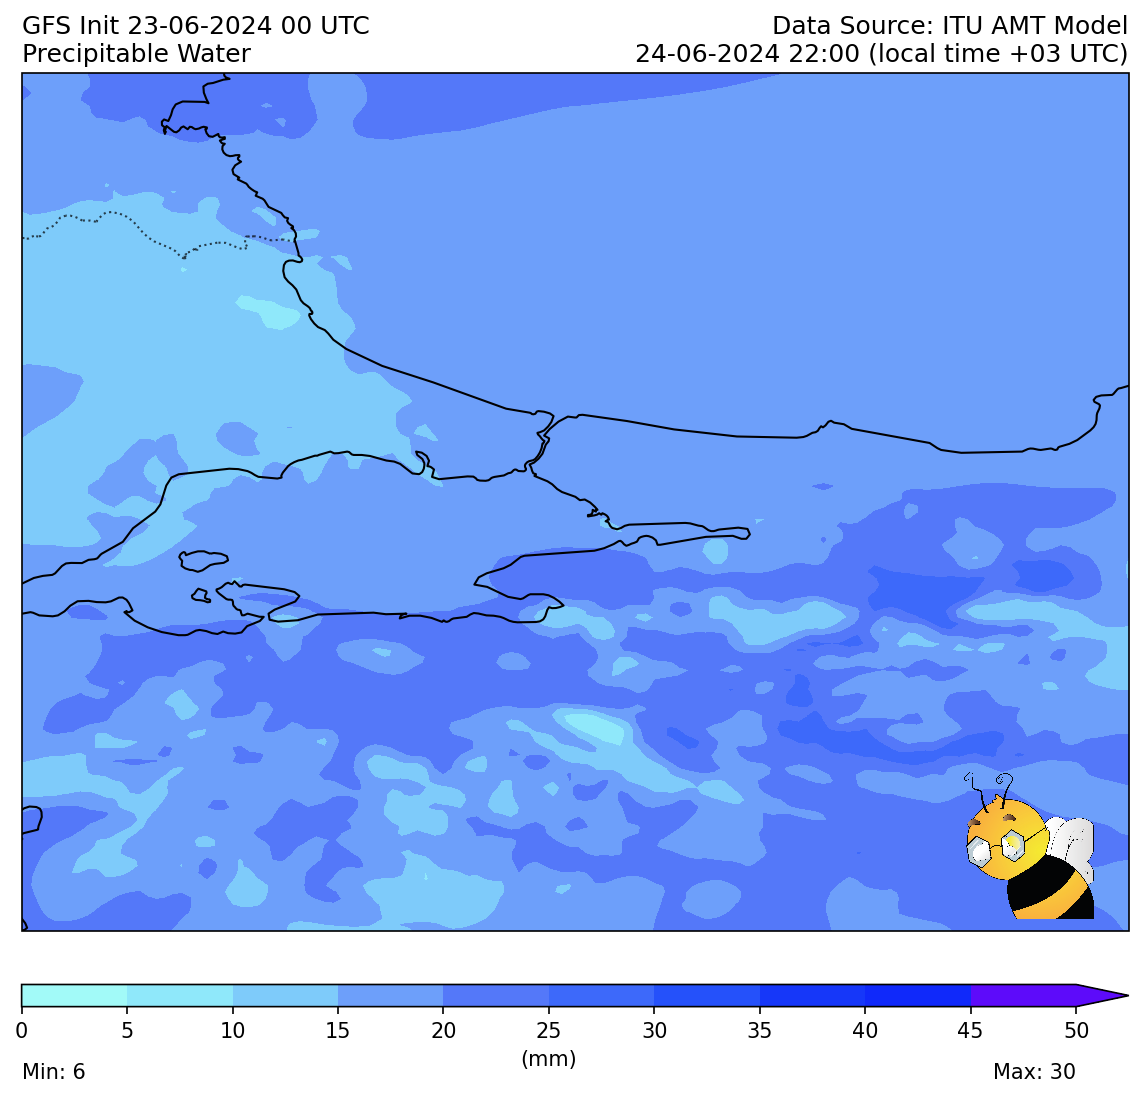 GFS Init 23-06-2024 00 UTC
Precipitable Water
Data Source: ITU AMT Model
24-06-2024 22:00 (local time +03 UTC)
0 5 10 15 20 25 30 35 40 45 50
(mm)
Min: 6
Max: 30